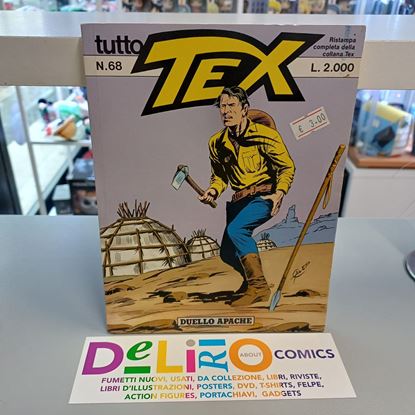 tutto
TEX
N.68
Ristampa
completa della
collana Tex
L. 2.000
€ 3.00
DUELLO APACHE
DeLiRiO ABOUT COMICS
FUMETTI NUOVI, USATI, DA COLLEZIONE, LIBRI, RIVISTE,
LIBRI D'ILLUSTRAZIONI, POSTERS, DVD, T-SHIRTS, FELPE,
ACTION FIGURES, PORTACHIAVI, GADGETS